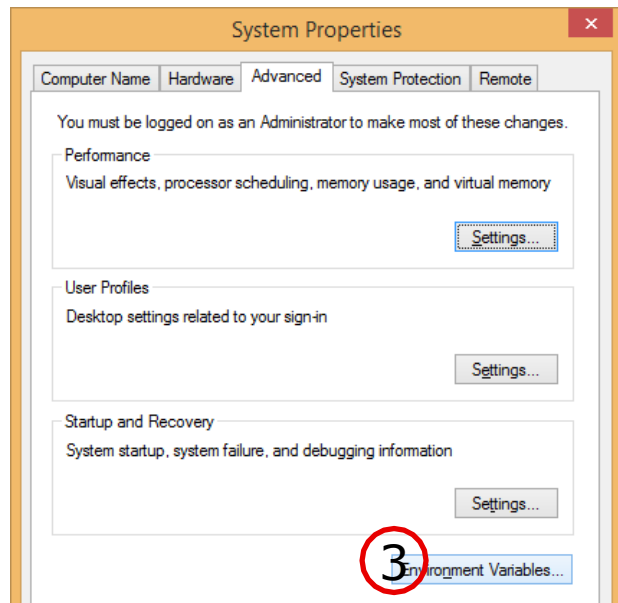 System Properties
Computer Name Hardware Advanced System Protection Remote
You must be logged on as an Administrator to make most of these changes.
Performance
Visual effects, processor scheduling, memory usage, and virtual memory
Settings...
User Profiles
Desktop settings related to your sign-in
Settings...
Startup and Recovery
System startup, system failure, and debugging information
Settings...
3 Environment Variables...